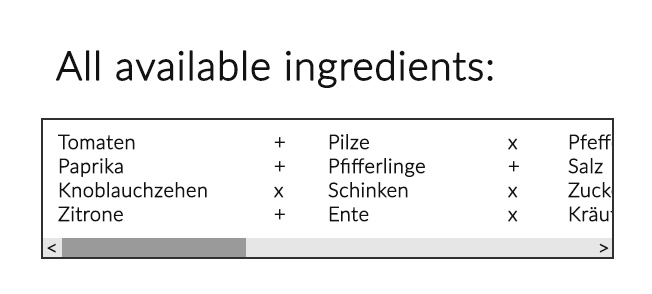 All available ingredients:
Tomaten + Pilze x Pfeff
Paprika + Pfifferlinge + Salz
Knoblauchzehen x Schinken x Zuck
Zitrone + Ente x Kräu
< >